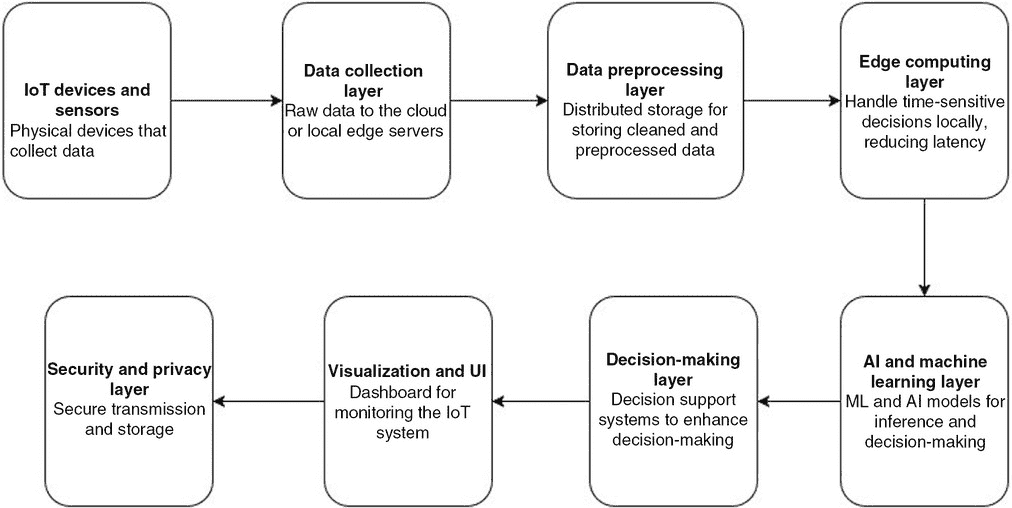 IoT devices and
sensors
Physical devices that
collect data
Data collection
layer
Raw data to the cloud
or local edge servers
Data preprocessing
layer
Distributed storage for
storing cleaned and
preprocessed data
Edge computing
layer
Handle time-sensitive
decisions locally,
reducing latency
AI and machine
learning layer
ML and AI models for
inference and
decision-making
Decision-making
layer
Decision support
systems to enhance
decision-making
Visualization and UI
Dashboard for
monitoring the IoT
system
Security and privacy
layer
Secure transmission
and storage